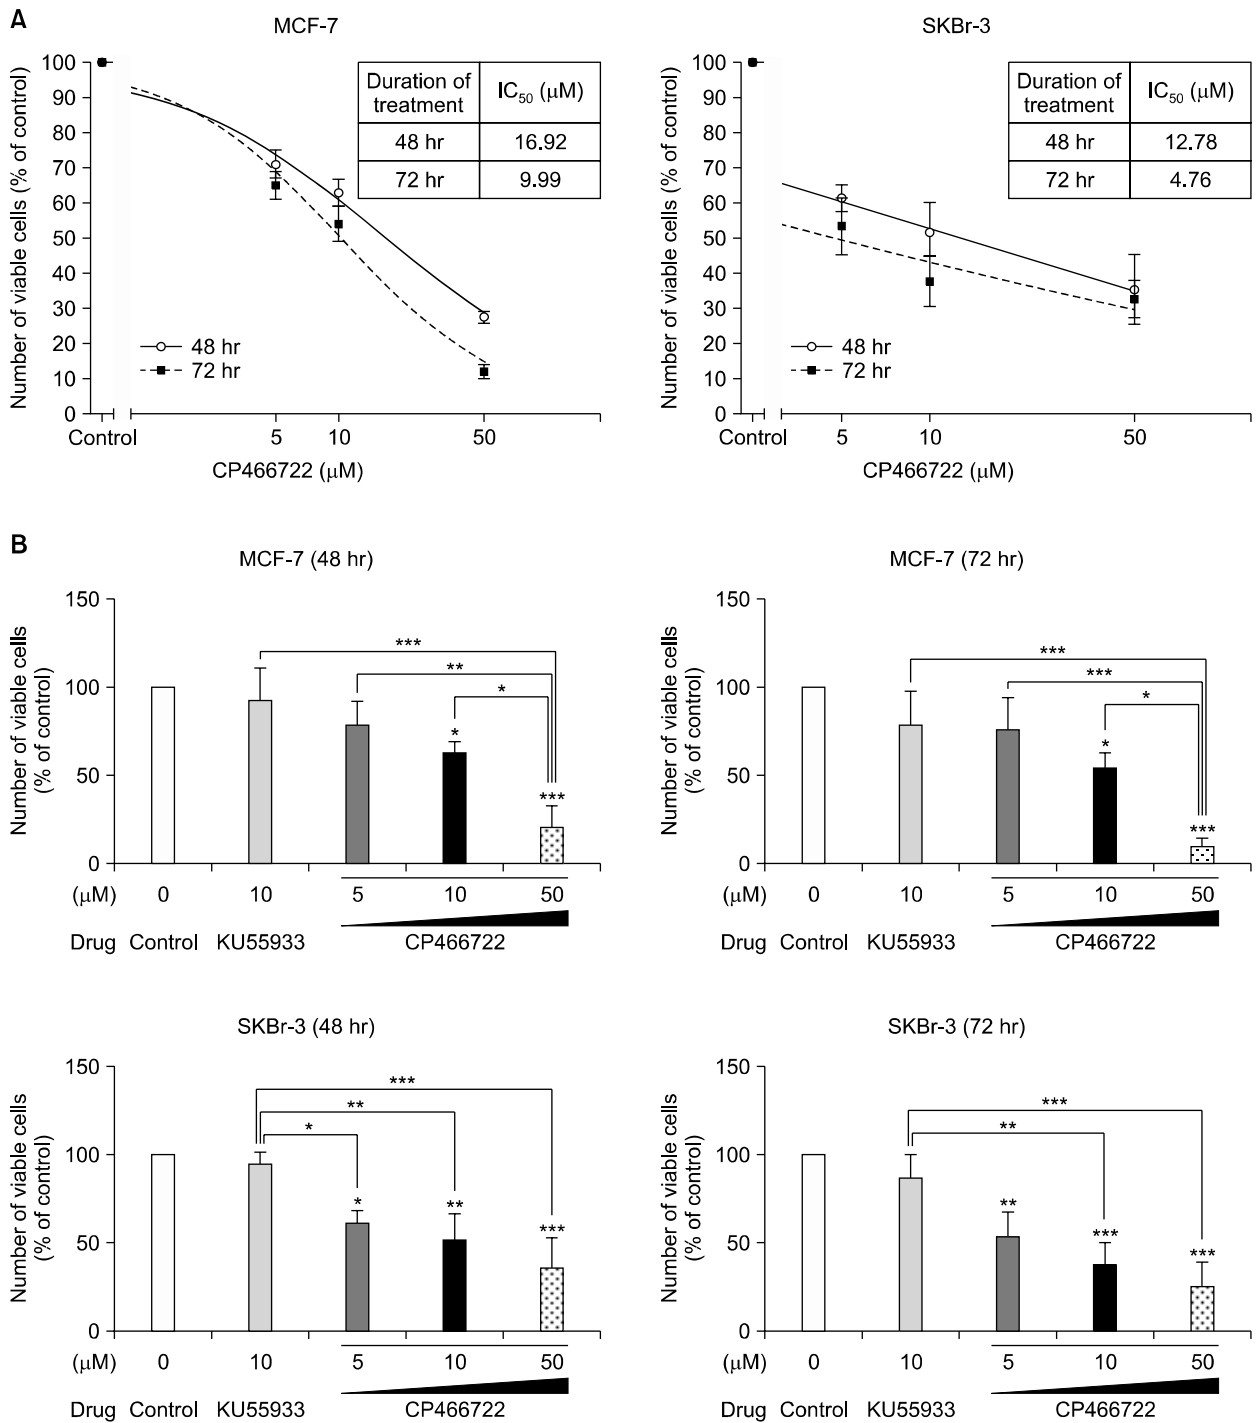 A
MCF-7
Number of viable cells (% of control)
100
90
80
70
60
50
40
30
20
10
0
Duration of treatment
IC50 (μM)
48 hr
16.92
72 hr
9.99
48 hr
72 hr
Control
5
10
50
CP466722 (μM)
SKBr-3
Number of viable cells (% of control)
100
90
80
70
60
50
40
30
20
10
0
Duration of treatment
IC50 (μM)
48 hr
12.78
72 hr
4.76
48 hr
72 hr
Control
5
10
50
CP466722 (μM)
B
MCF-7 (48 hr)
Number of viable cells
(% of control)
150
100
50
0
***
**
*
*
***
(μM) 0 10 5 10 50
Drug Control KU55933 CP466722
MCF-7 (72 hr)
Number of viable cells
(% of control)
150
100
50
0
***
***
*
*
***
(μM) 0 10 5 10 50
Drug Control KU55933 CP466722
SKBr-3 (48 hr)
Number of viable cells
(% of control)
150
100
50
0
***
**
*
*
**
***
(μM) 0 10 5 10 50
Drug Control KU55933 CP466722
SKBr-3 (72 hr)
Number of viable cells
(% of control)
150
100
50
0
***
**
**
***
***
(μM) 0 10 5 10 50
Drug Control KU55933 CP466722